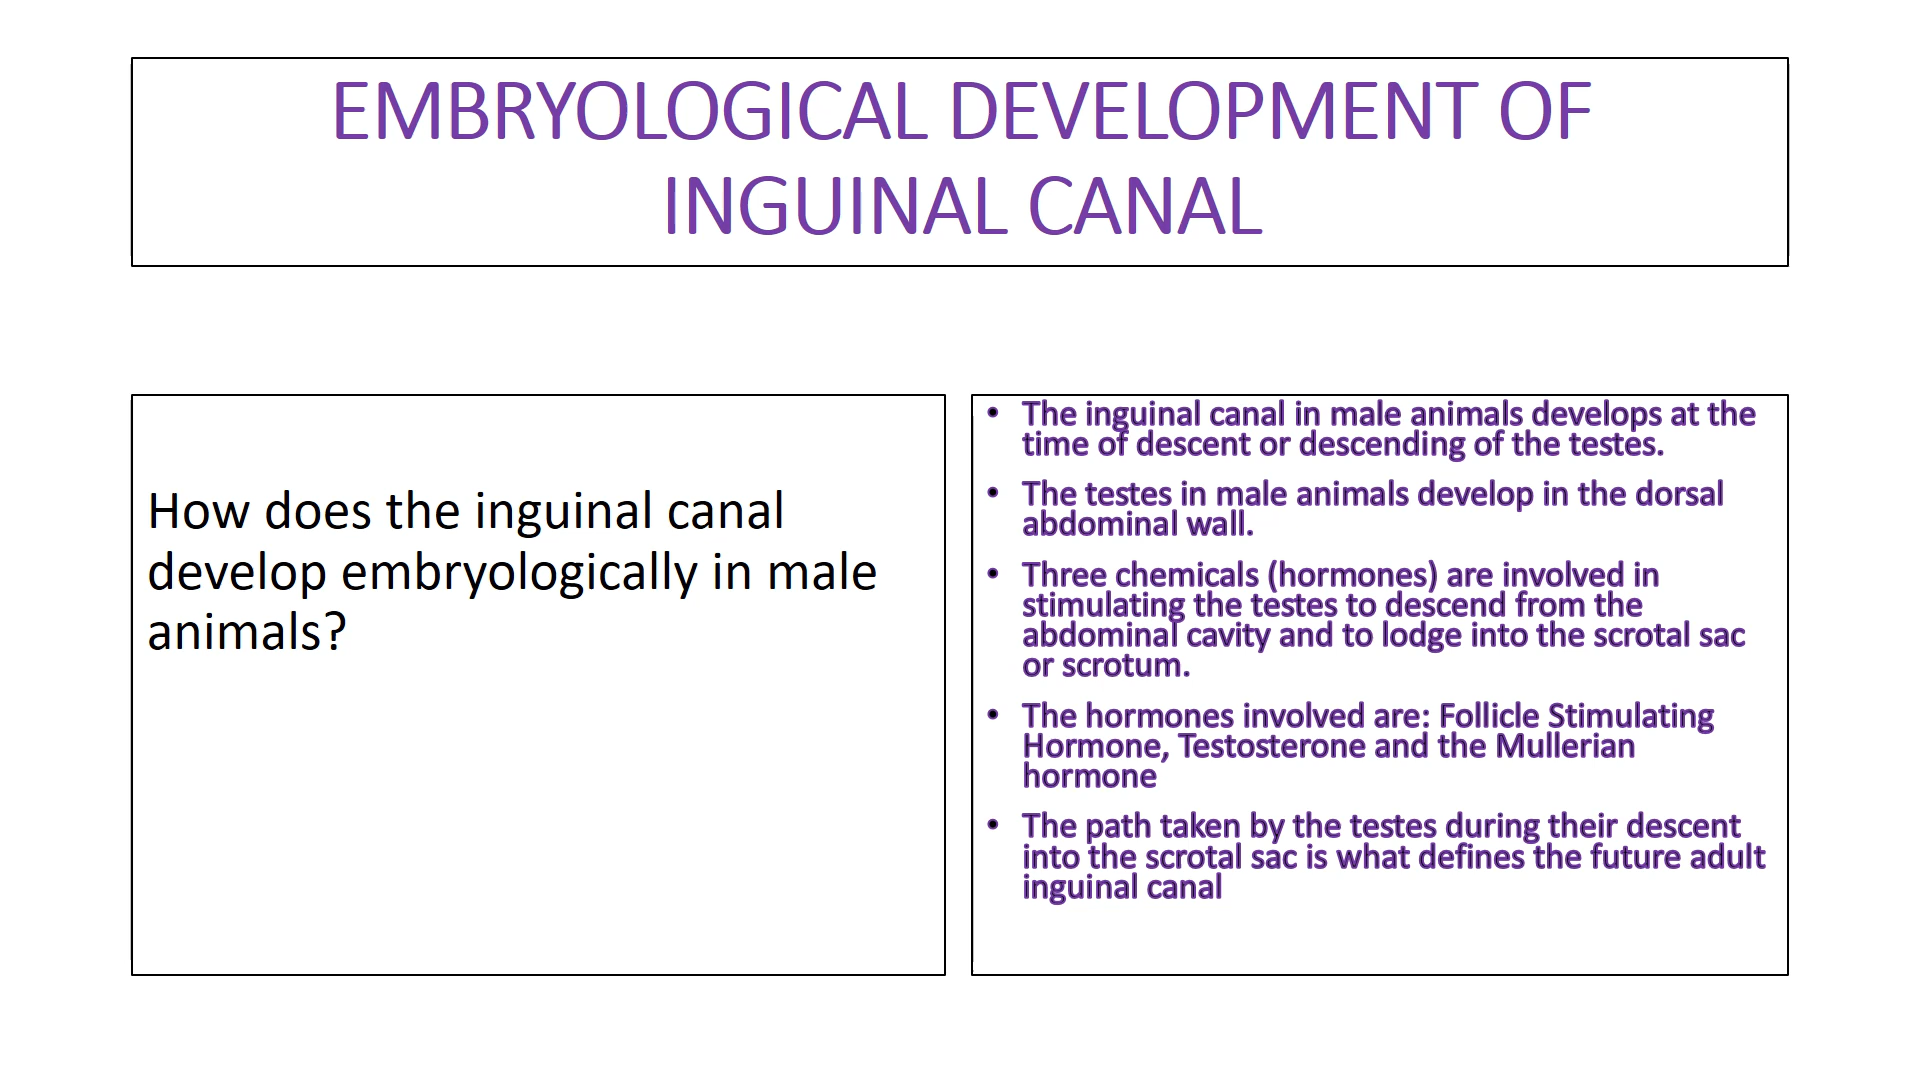 EMBRYOLOGICAL DEVELOPMENT OF
INGUINAL CANAL
How does the inguinal canal
develop embryologically in male
animals?
• The inguinal canal in male animals develops at the
time of descent or descending of the testes.
• The testes in male animals develop in the dorsal
abdominal wall.
• Three chemicals (hormones) are involved in
stimulating the testes to descend from the
abdominal cavity and to lodge into the scrotal sac
or scrotum.
• The hormones involved are: Follicle Stimulating
Hormone, Testosterone and the Mullerian
hormone
• The path taken by the testes during their descent
into the scrotal sac is what defines the future adult
inguinal canal